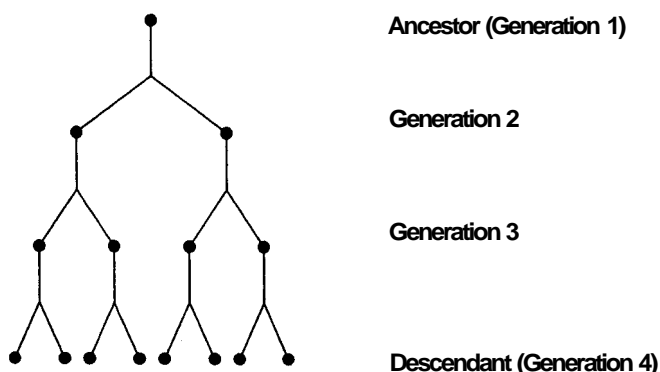 Ancestor (Generation 1)
Generation 2
Generation 3
Descendant (Generation 4)